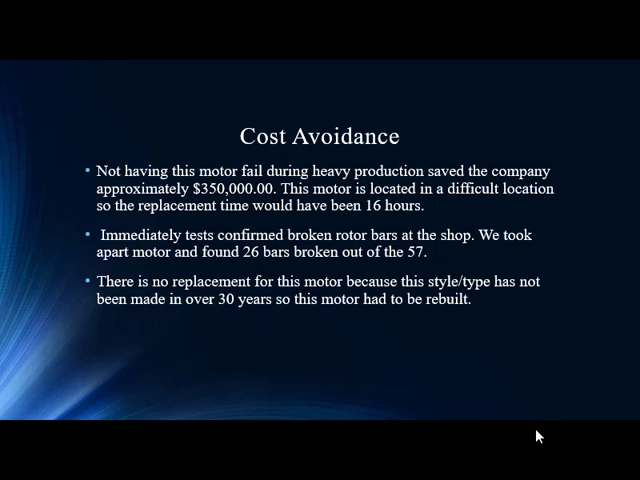 Cost Avoidance
• Not having this motor fail during heavy production saved the company
approximately $350,000.00. This motor is located in a difficult location
so the replacement time would have been 16 hours.
• Immediately tests confirmed broken rotor bars at the shop. We took
apart motor and found 26 bars broken out of the 57.
• There is no replacement for this motor because this style/type has not
been made in over 30 years so this motor had to be rebuilt.